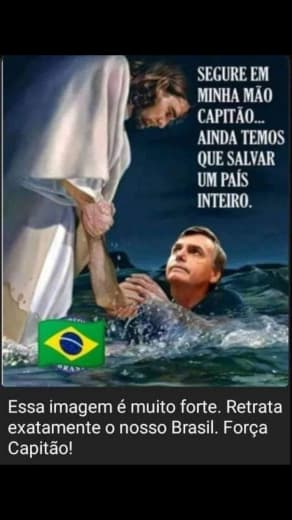 SEGURE EM
MINHA MÃO
CAPITÃO...
AINDA TEMOS
QUE SALVAR
UM PAÍS
INTEIRO.
Essa imagem é muito forte. Retrata
exatamente o nosso Brasil. Força
Capitão!